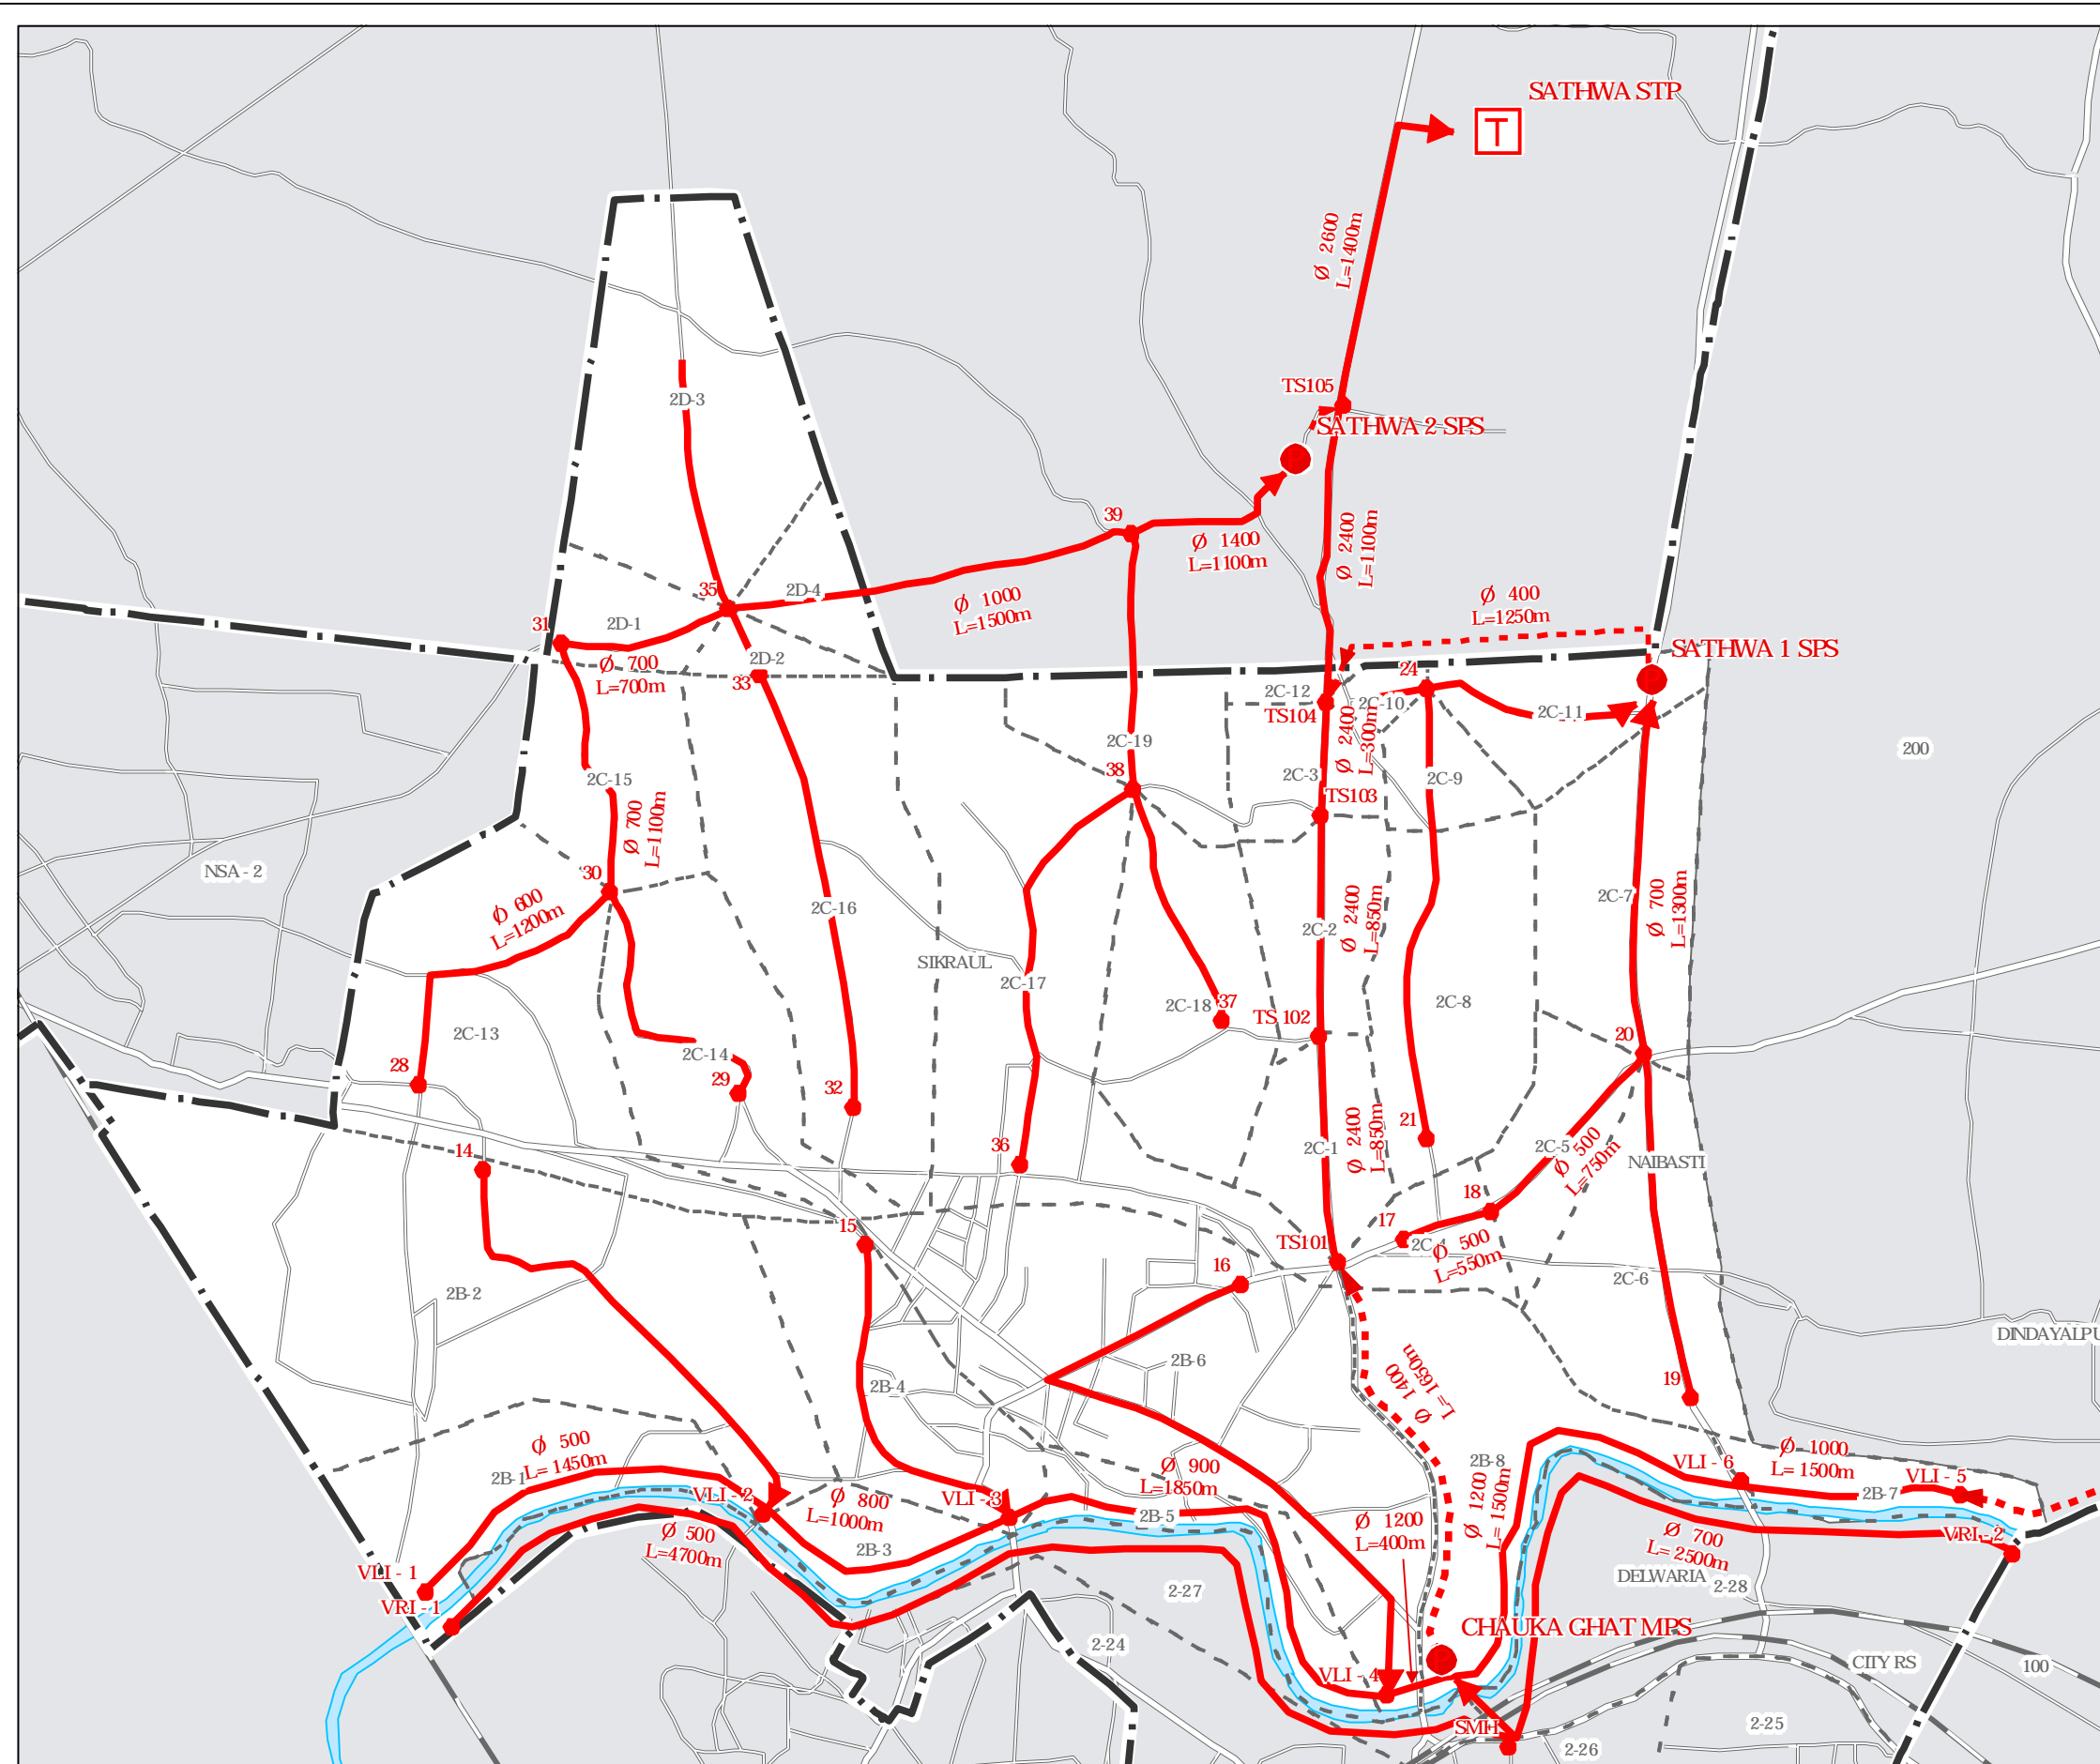 SATHWA STP
T
Ø 2600
L=1400m
TS105
2D-3
SATHWA 2 SPS
39
Ø 1400
L=1100m
Ø 2400
L=1100m
35
2D-4
Ø 1000
L=1500m
Ø 400
L=1250m
31
2D-1
Ø 700
L=700m
2D-2
33
SATHWA 1 SPS
24
2C-12
2C-10
TS104
2C-11
Ø 2400
L=300m
2C-19
38
2C-3
TS103
2C-9
200
2C-15
Ø 700
L=1100m
NSA - 2
30
Ø 600
L=1200m
2C-16
2C-7
Ø 700
L=1300m
2C-2
Ø 2400
L=850m
SIKRAUL
2C-17
2C-18
37
TS 102
2C-8
2C-13
20
2C-14
28
29
32
21
14
36
2C-1
Ø 2400
L=850m
2C-5
Ø 500
L=750m
NAIBASTI
18
17
15
TS101
Ø 500
L=550m
16
2C-6
2B-2
DINDAYALPU
2B-6
Ø 1400
L= 1650m
2B-4
19
Ø 500
L= 1450m
2B-1
2B-8
Ø 1000
L= 1500m
VLI - 6
VLI - 5
2B-7
Ø 900
L=1850m
VLI - 2
Ø 800
L=1000m
VLI - 3
2B-5
Ø 1200
L=400m
Ø 1200
L= 1500m
Ø 500
L=4700m
2B-3
Ø 700
L= 2500m
VRL - 2
VLI - 1
VRI - 1
2-27
DELWARIA
2-28
CHAUKA GHAT MPS
2-24
VLI - 4
CITY RS
100
SMH
2-25
2-26